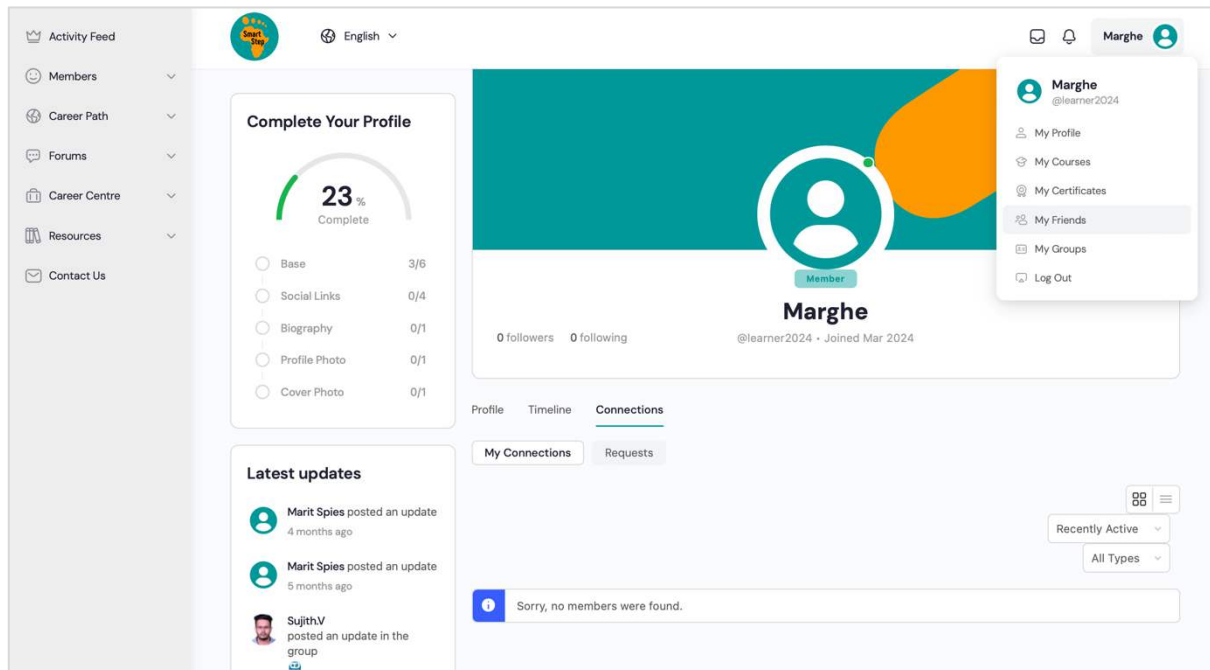 Activity Feed
Members
Career Path
Forums
Career Centre
Resources
Contact Us
Smart
Step
English
Marghe
Marghe
@learner2024
My Profile
My Courses
My Certificates
My Friends
My Groups
Log Out
Complete Your Profile
23 %
Complete
Base 3/6
Social Links 0/4
Biography 0/1
Profile Photo 0/1
Cover Photo 0/1
Latest updates
Marit Spies posted an update
4 months ago
Marit Spies posted an update
5 months ago
Sujith.V
posted an update in the
group
Member
Marghe
0 followers 0 following
@learner2024 • Joined Mar 2024
Profile Timeline Connections
My Connections Requests
Recently Active
All Types
Sorry, no members were found.